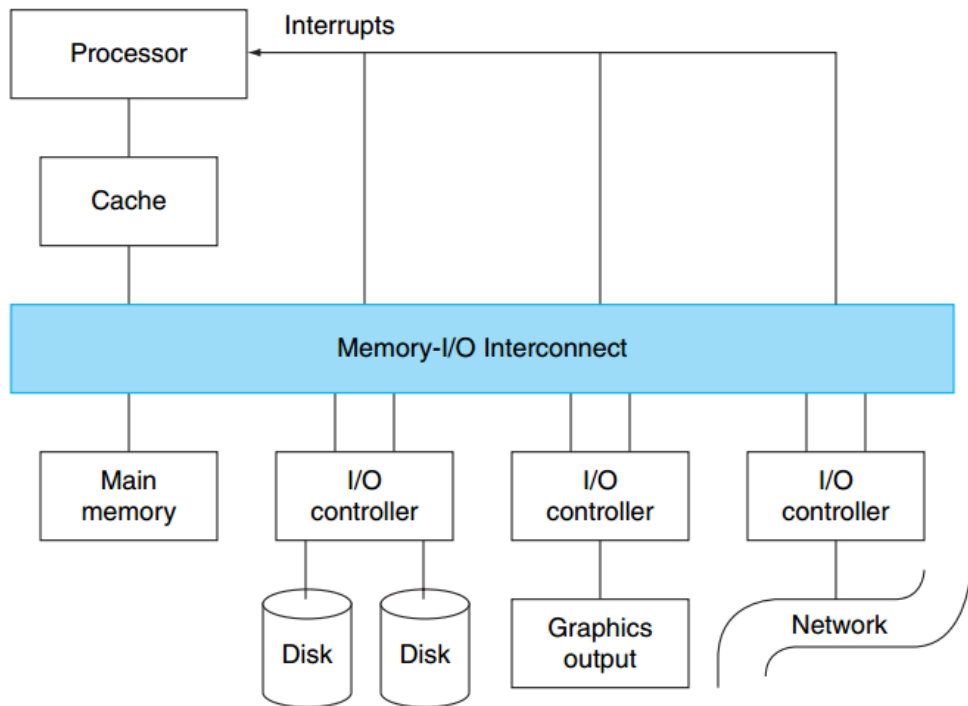 Interrupts
Processor
Cache
Memory-I/O Interconnect
Main
memory
I/O
controller
I/O
controller
I/O
controller
Disk
Disk
Graphics
output
Network